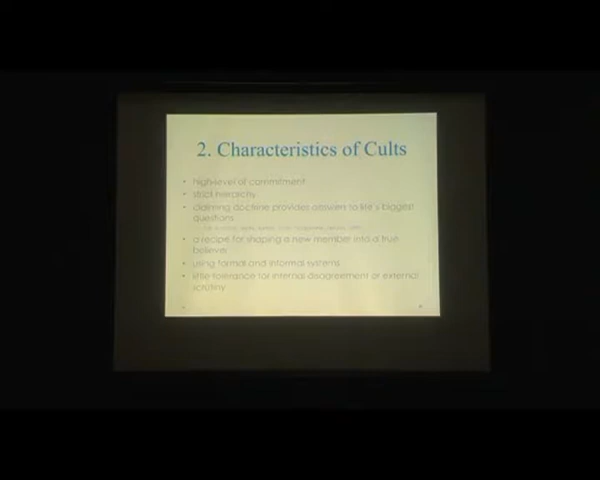 2. Characteristics of Cults
• high level of commitment
• strict hierarchy
• claiming doctrine provides answers to life's biggest
questions
• a recipe for shaping a new member into a true
believer
• using formal and informal systems
• little tolerance for internal disagreement or external
scrutiny